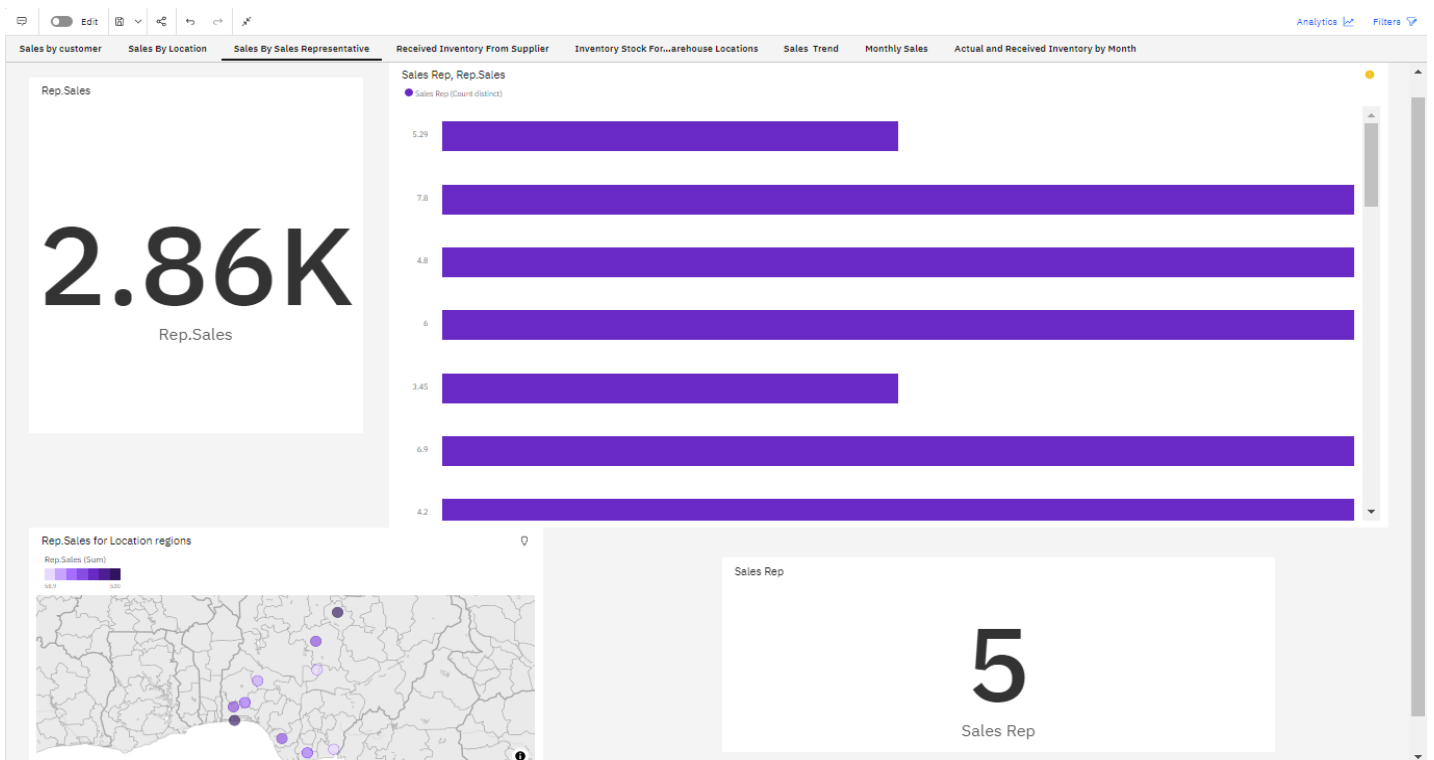 Edit
Analytics
Filters
Sales by customer
Sales By Location
Sales By Sales Representative
Received Inventory From Supplier
Inventory Stock For...arehouse Locations
Sales Trend
Monthly Sales
Actual and Received Inventory by Month
Rep.Sales
2.86K
Rep.Sales
Sales Rep, Rep.Sales
Sales Rep (Count distinct)
5.29
7.8
4.8
6
3.45
6.9
4.2
Rep.Sales for Location regions
Rep.Sales (Sum)
58.9
Sales Rep
5
Sales Rep